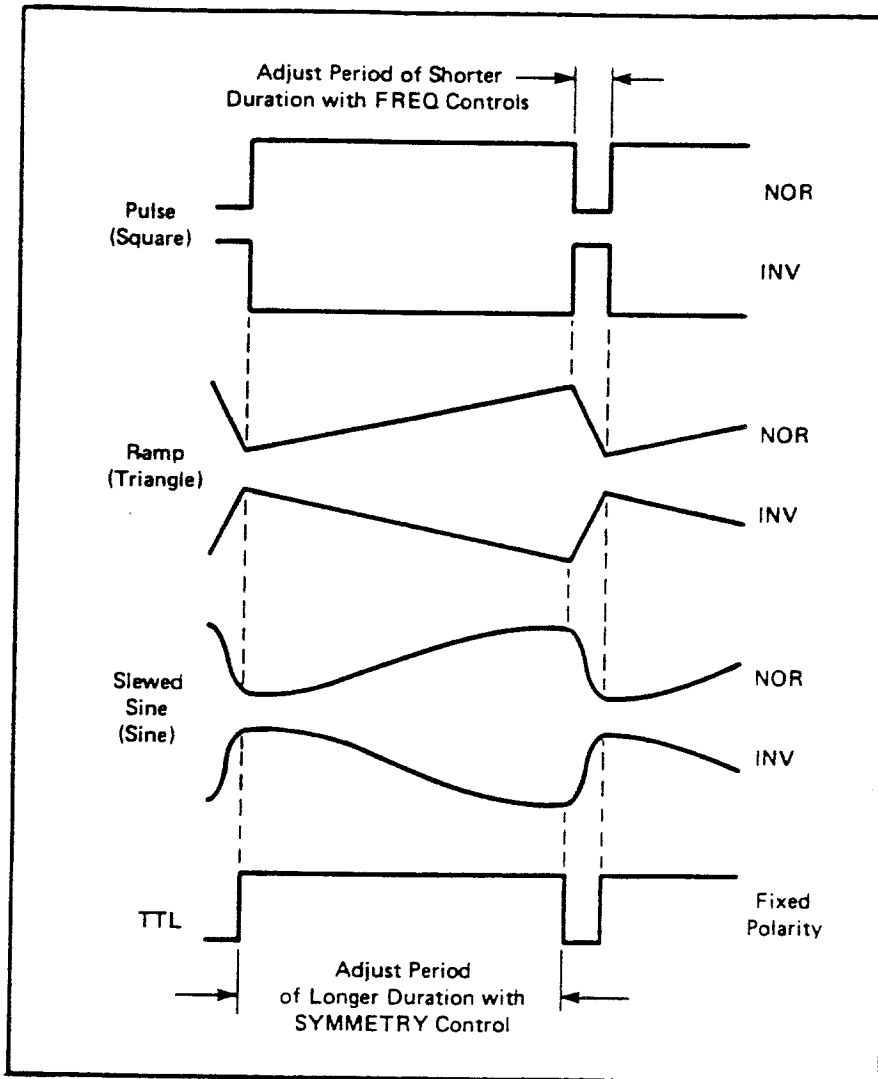 Adjust Period of Shorter
Duration with FREQ Controls
Pulse
(Square)
NOR
INV
Ramp
(Triangle)
NOR
INV
Slewed
Sine
(Sine)
NOR
INV
TTL
Fixed
Polarity
Adjust Period
of Longer Duration with
SYMMETRY Control